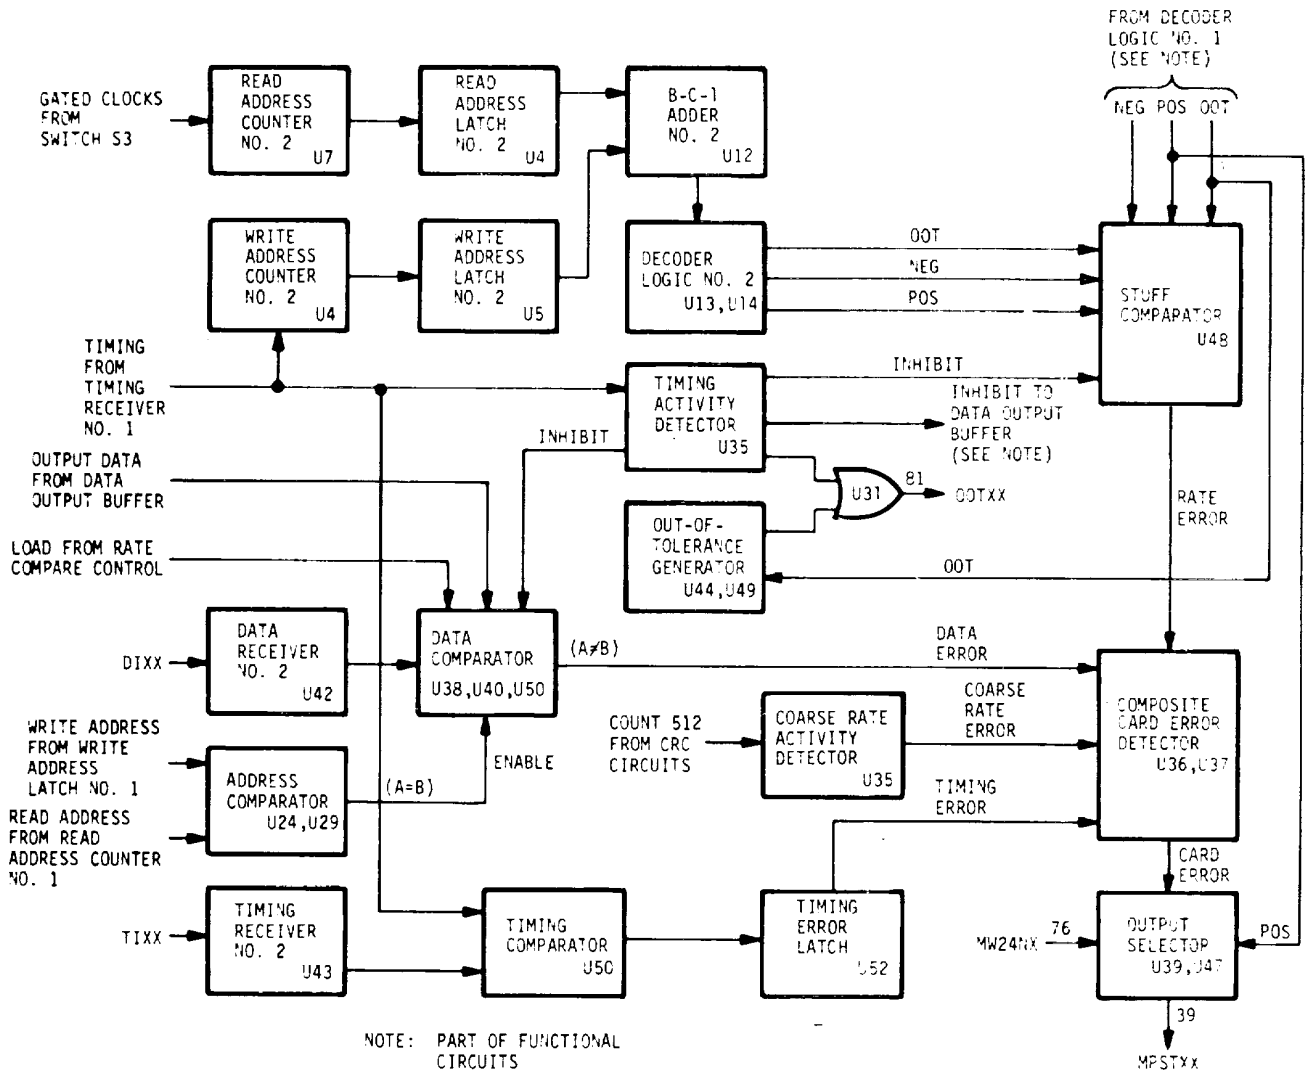 FROM DECODER
LOGIC NO. 1
(SEE NOTE)
NEG POS OOT
GATED CLOCKS
FROM
SWITCH S3
READ
ADDRESS
COUNTER
NO. 2
U7
READ
ADDRESS
LATCH
NO. 2
U4
B-C-1
ADDER
NO. 2
U12
WRITE
ADDRESS
COUNTER
NO. 2
U4
WRITE
ADDRESS
LATCH
NO. 2
U5
DECODER
LOGIC NO. 2
U13,U14
OOT
NEG
POS
STUFF
COMPARATOR
U48
TIMING
FROM
TIMING
RECEIVER
NO. 1
TIMING
ACTIVITY
DETECTOR
U35
INHIBIT
INHIBIT TO
DATA OUTPUT
BUFFER
(SEE NOTE)
INHIBIT
OUTPUT DATA
FROM DATA
OUTPUT BUFFER
U31
81
OOTXX
RATE
ERROR
OUT-OF-
TOLERANCE
GENERATOR
U44,U49
OOT
LOAD FROM RATE
COMPARE CONTROL
DIXX
DATA
RECEIVER
NO. 2
U42
DATA
COMPARATOR
U38,U40,U50
(A≠B)
DATA
ERROR
COMPOSITE
CARD ERROR
DETECTOR
U36,U37
COUNT 512
FROM CRC
CIRCUITS
COARSE RATE
ACTIVITY
DETECTOR
U35
COARSE
RATE
ERROR
WRITE ADDRESS
FROM WRITE
ADDRESS
LATCH NO. 1
READ ADDRESS
FROM READ
ADDRESS COUNTER
NO. 1
ADDRESS
COMPARATOR
U24,U29
(A=B)
ENABLE
TIMING
ERROR
CARD
ERROR
TIXX
TIMING
RECEIVER
NO. 2
U43
TIMING
COMPARATOR
U50
TIMING
ERROR
LATCH
U52
MW24NX
76
OUTPUT
SELECTOR
U39,U47
POS
39
MPSTXX
NOTE: PART OF FUNCTIONAL
CIRCUITS